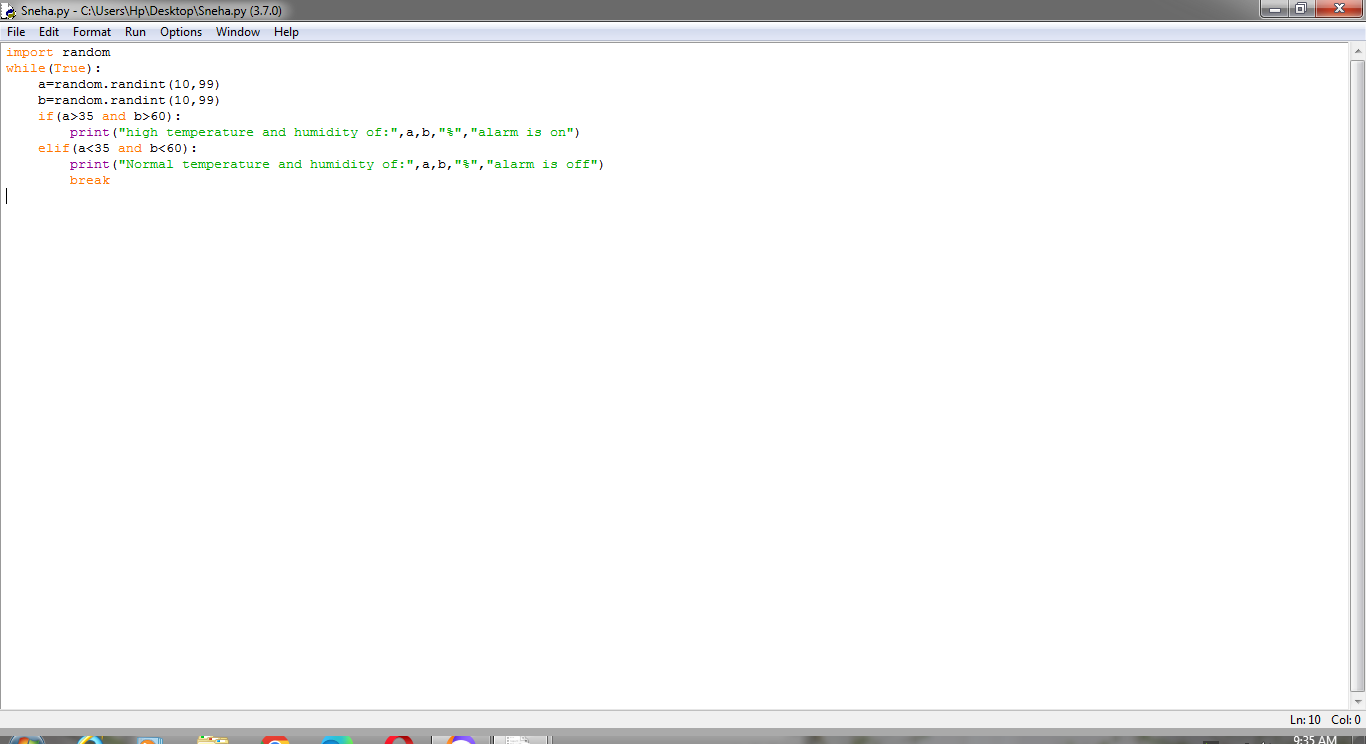 Sneha.py - C:\Users\Hp\Desktop\Sneha.py (3.7.0)
File Edit Format Run Options Window Help
import random
while(True):
    a=random.randint(10,99)
    b=random.randint(10,99)
    if(a>35 and b>60):
        print("high temperature and humidity of:",a,b,"%","alarm is on")
    elif(a<35 and b<60):
        print("Normal temperature and humidity of:",a,b,"%","alarm is off")
        break
Ln: 10 Col: 0
9:35 AM